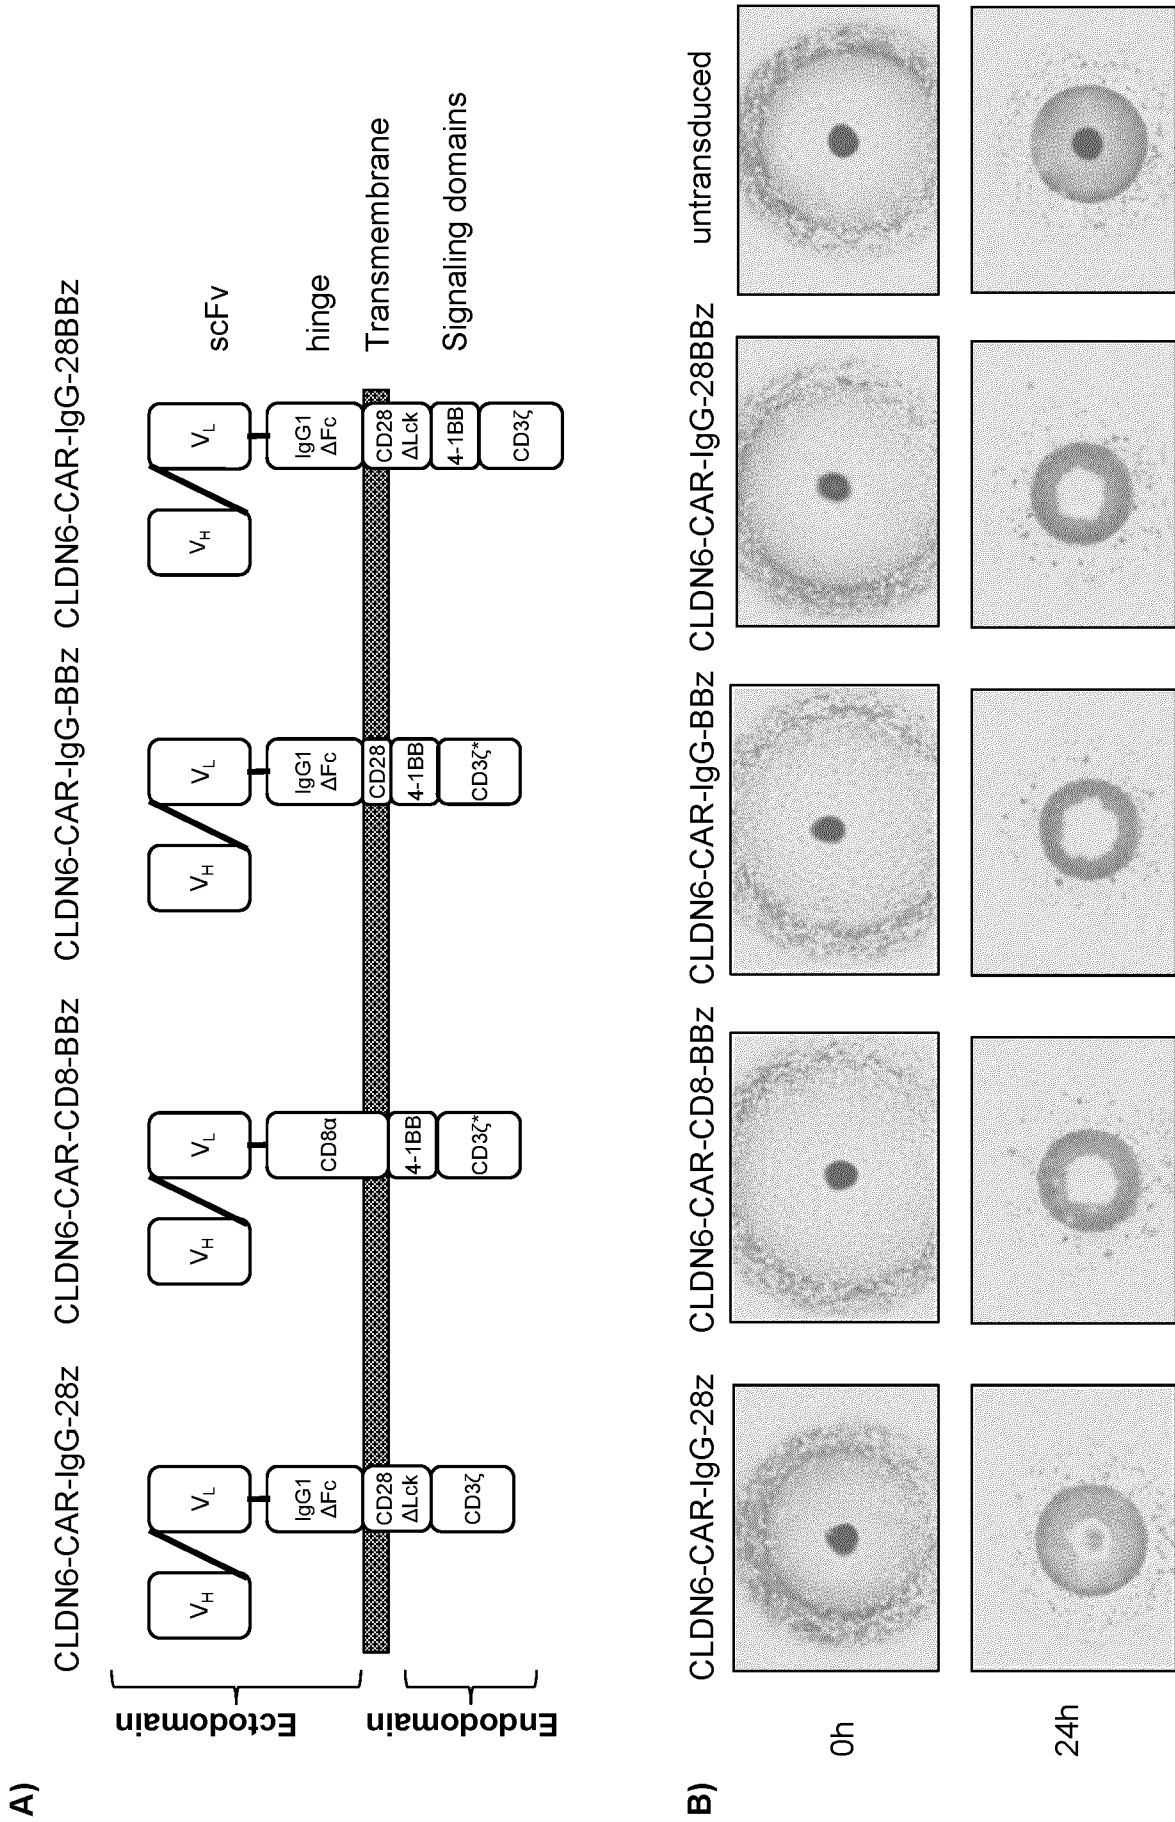 A)
CLDN6-CAR-IgG-28z CLDN6-CAR-CD8-BBz CLDN6-CAR-IgG-BBz CLDN6-CAR-IgG-28BBz
Ectodomain
Endodomain
VH VL VH VL VH VL VH VL scFv
IgG1 ΔFc CD8α IgG1 ΔFc IgG1 ΔFc hinge
CD28 ΔLck CD28 CD28 ΔLck Transmembrane
CD3ζ 4-1BB CD3ζ* 4-1BB CD3ζ* 4-1BB CD3ζ Signaling domains
B)
CLDN6-CAR-IgG-28z CLDN6-CAR-CD8-BBz CLDN6-CAR-IgG-BBz CLDN6-CAR-IgG-28BBz untransduced
0h
24h